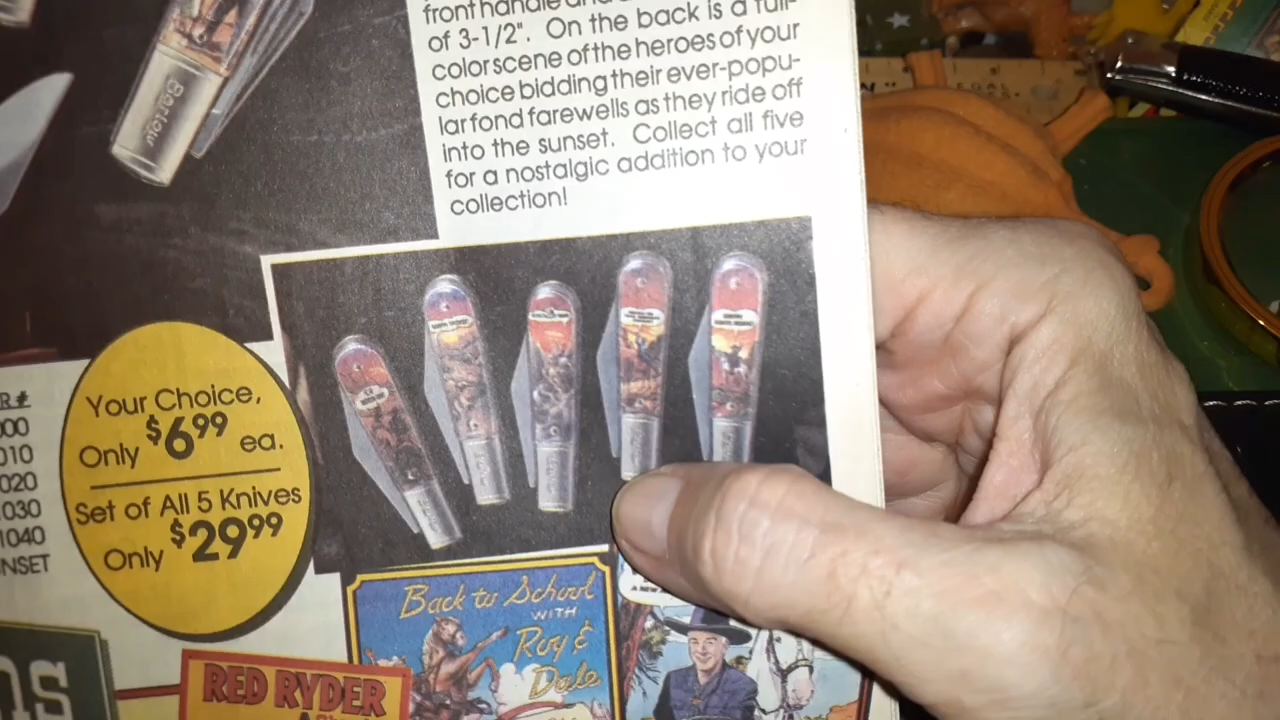 Barlow
front handle and
of 3-1/2". On the back is a full-
color scene of the heroes of your
choice bidding their ever-popu-
lar fond farewells as they ride off
into the sunset. Collect all five
for a nostalgic addition to your
collection!
R#
000
010
020
1030
1040
NSET
Your Choice,
Only $6.99 ea.
Set of All 5 Knives
Only $29.99
Back to School
WITH
Roy &
Dale
RED RYDER